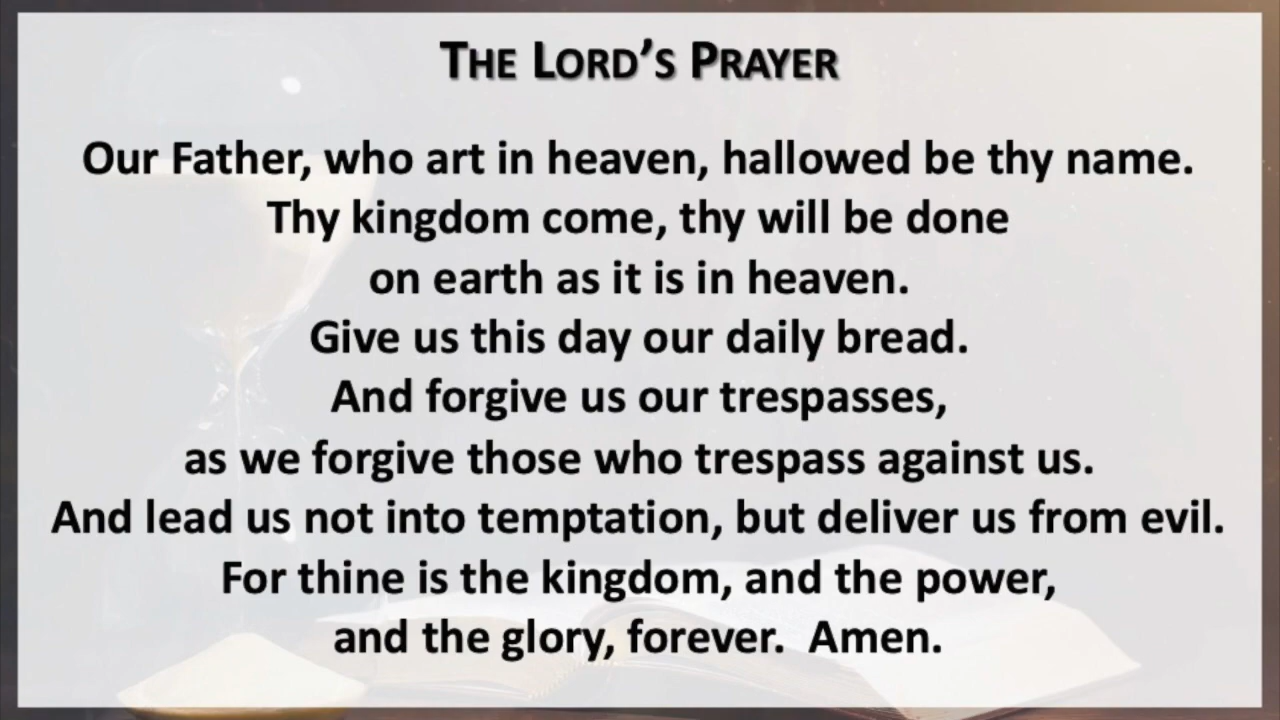 THE LORD’S PRAYER
Our Father, who art in heaven, hallowed be thy name.
Thy kingdom come, thy will be done
on earth as it is in heaven.
Give us this day our daily bread.
And forgive us our trespasses,
as we forgive those who trespass against us.
And lead us not into temptation, but deliver us from evil.
For thine is the kingdom, and the power,
and the glory, forever.  Amen.